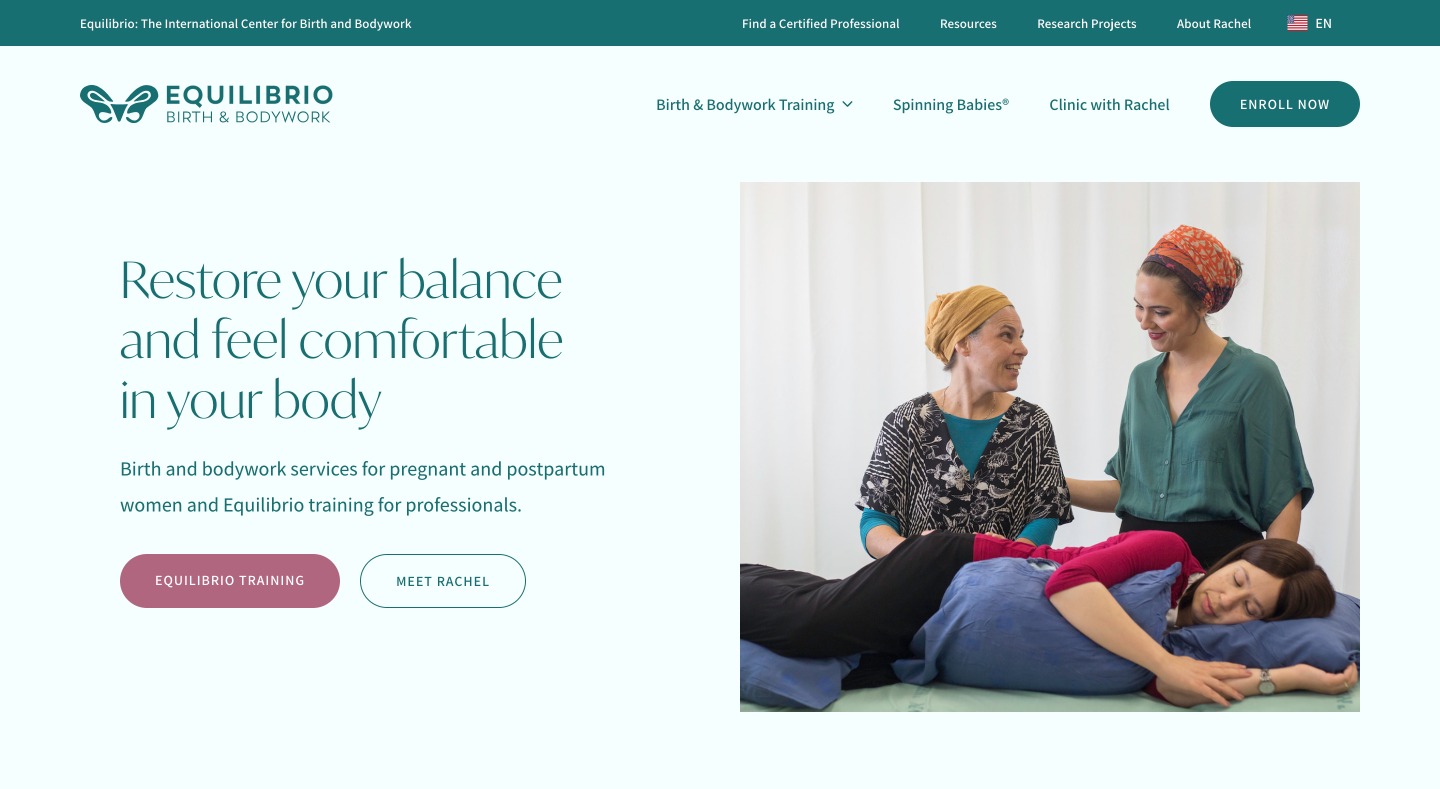 Equilibrio: The International Center for Birth and Bodywork
Find a Certified Professional
Resources
Research Projects
About Rachel
EN
EQUILIBRIO
BIRTH & BODYWORK
Birth & Bodywork Training
Spinning Babies®
Clinic with Rachel
ENROLL NOW
Restore your balance
and feel comfortable
in your body
Birth and bodywork services for pregnant and postpartum
women and Equilibrio training for professionals.
EQUILIBRIO TRAINING
MEET RACHEL